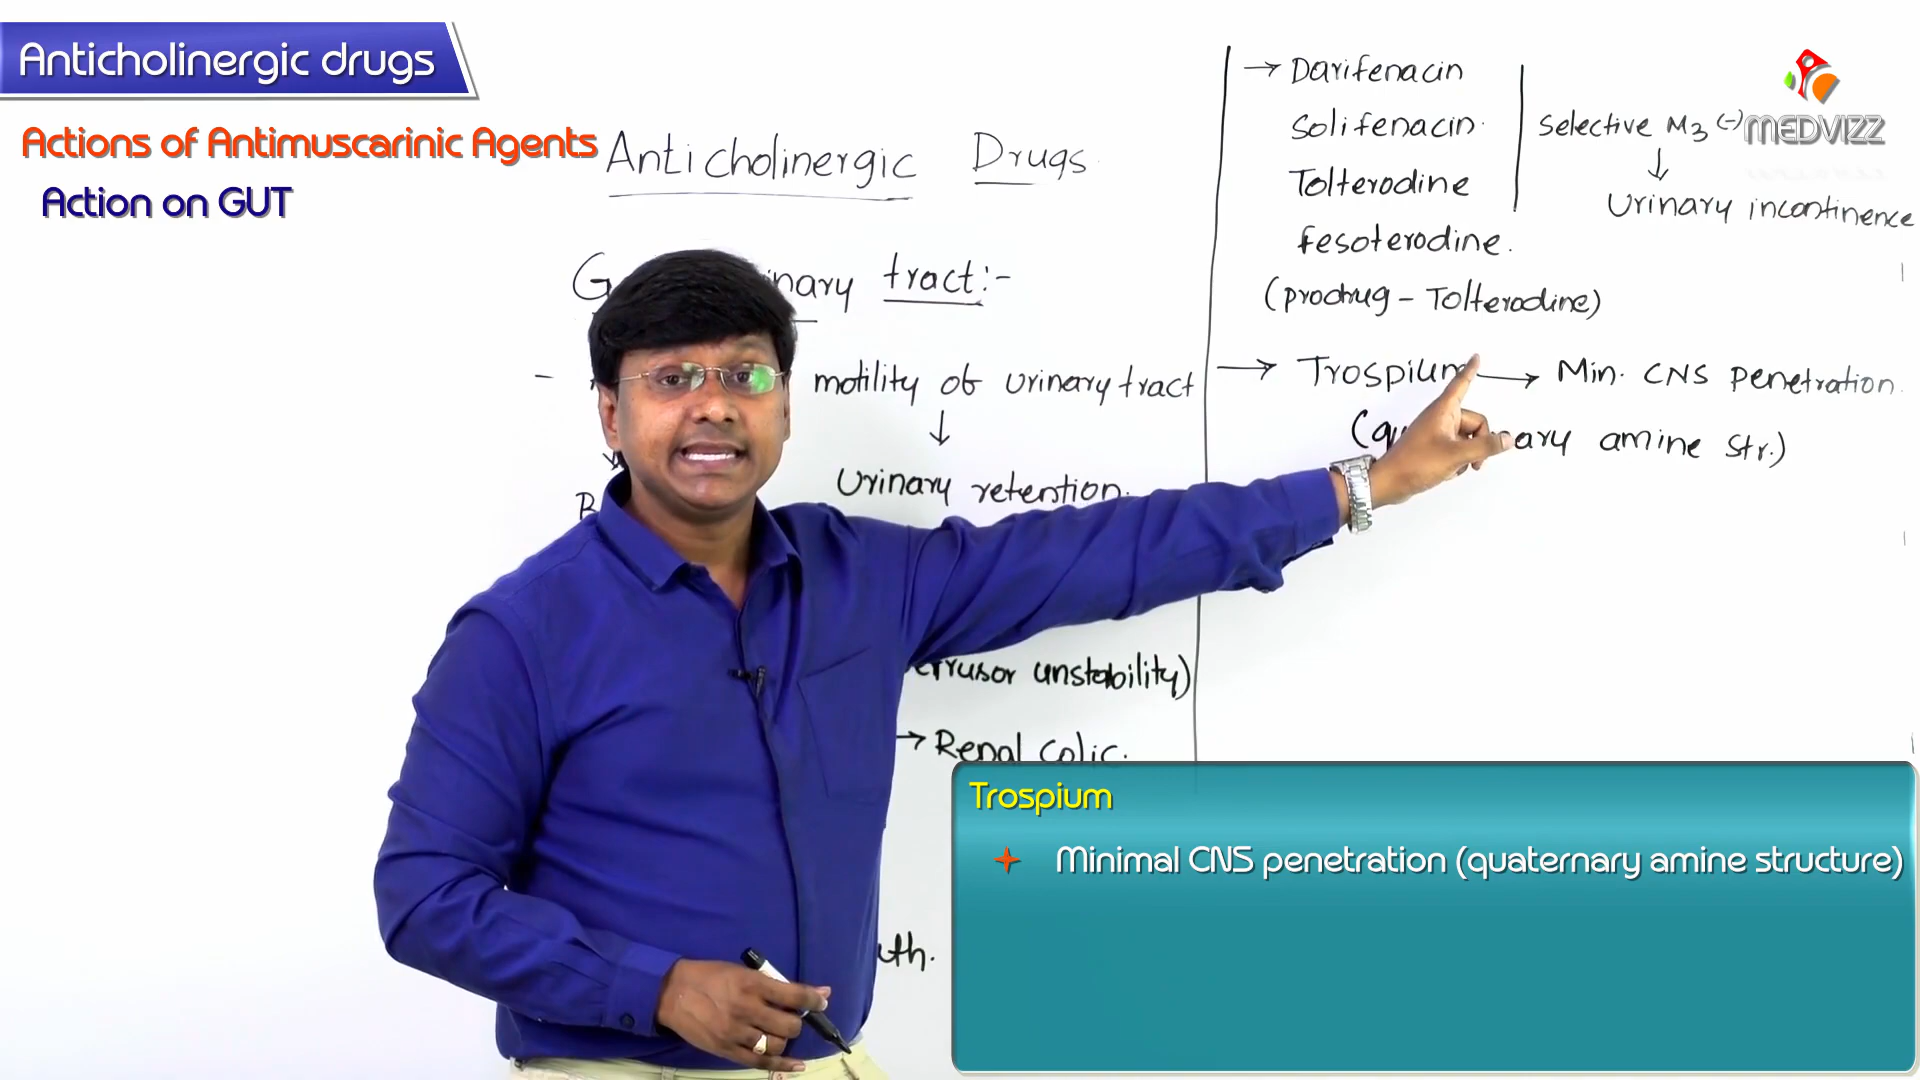 Anticholinergic drugs
Actions of Antimuscarinic Agents
Action on GUT
MEDVIZZ
Anticholinergic Drugs
tract:-
motility of urinary tract
↓
Urinary retention.
unstability)
→ Renal colic.
→ Darifenacin
Solifenacin
Tolterodine
Fesoterodine.
(prodrug - Tolterodine)
Selective M3 (-)
↓
Urinary incontinence
→ Trospium → Min. CNS penetration.
amine str.)
Trospium
Minimal CNS penetration (quaternary amine structure)